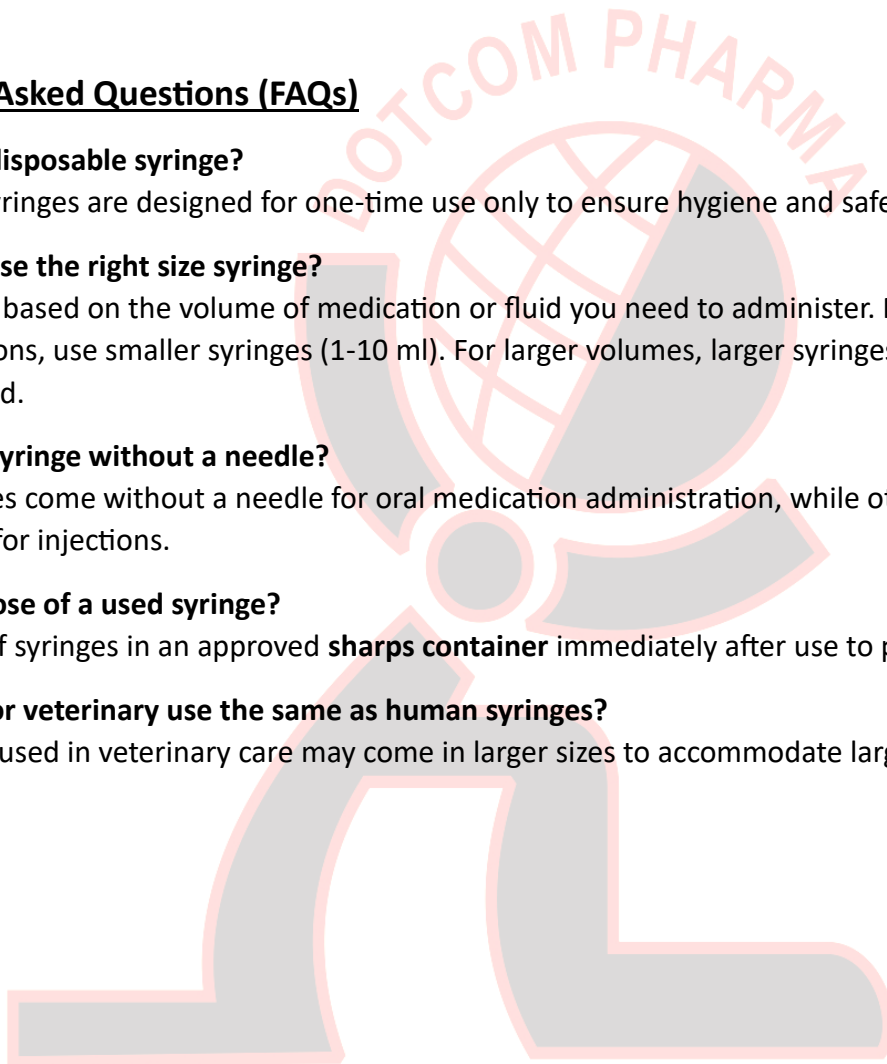 DOTCOM PHARMA
Asked Questions (FAQs)
disposable syringe?
yringes are designed for one-time use only to ensure hygiene and safe
se the right size syringe?
based on the volume of medication or fluid you need to administer.
ons, use smaller syringes (1-10 ml). For larger volumes, larger syringes
d.
yringe without a needle?
es come without a needle for oral medication administration, while ot
for injections.
ose of a used syringe?
f syringes in an approved sharps container immediately after use to p
or veterinary use the same as human syringes?
used in veterinary care may come in larger sizes to accommodate larg